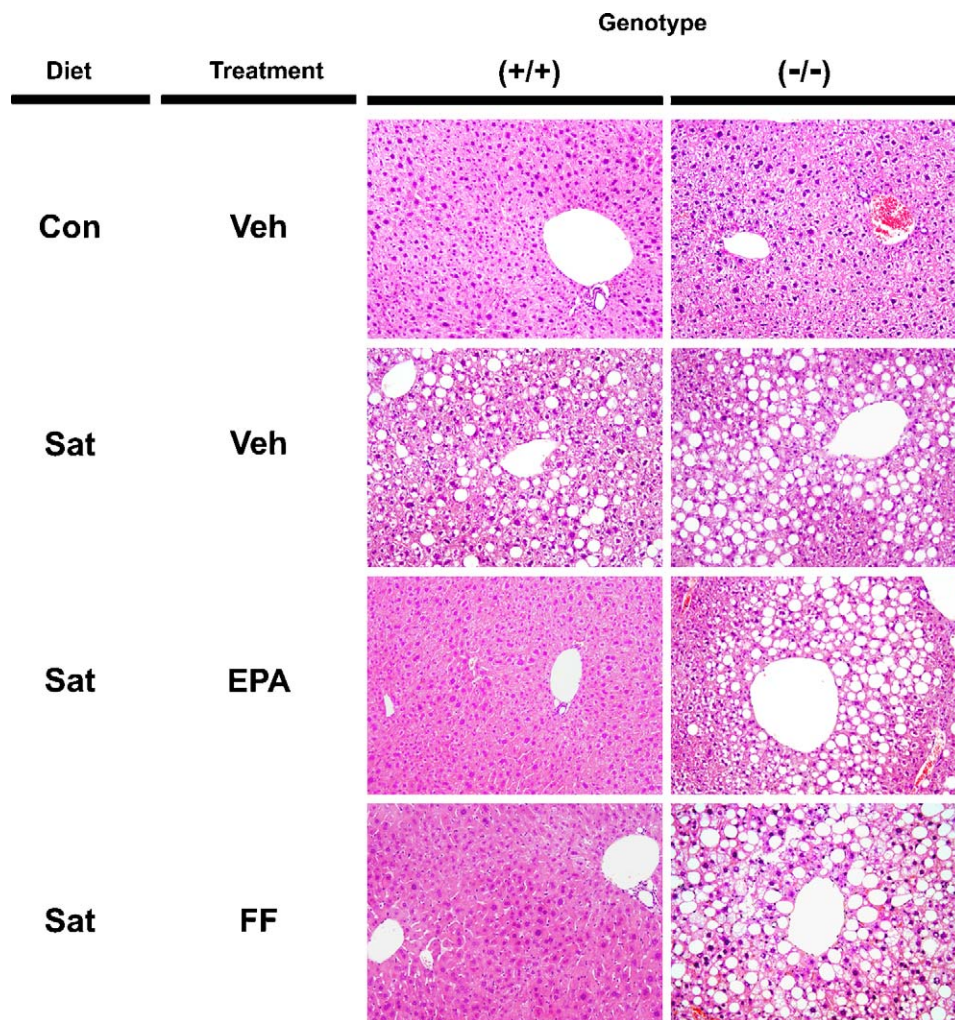 Genotype
Diet Treatment (+/+) (-/-)
Con Veh
Sat Veh
Sat EPA
Sat FF